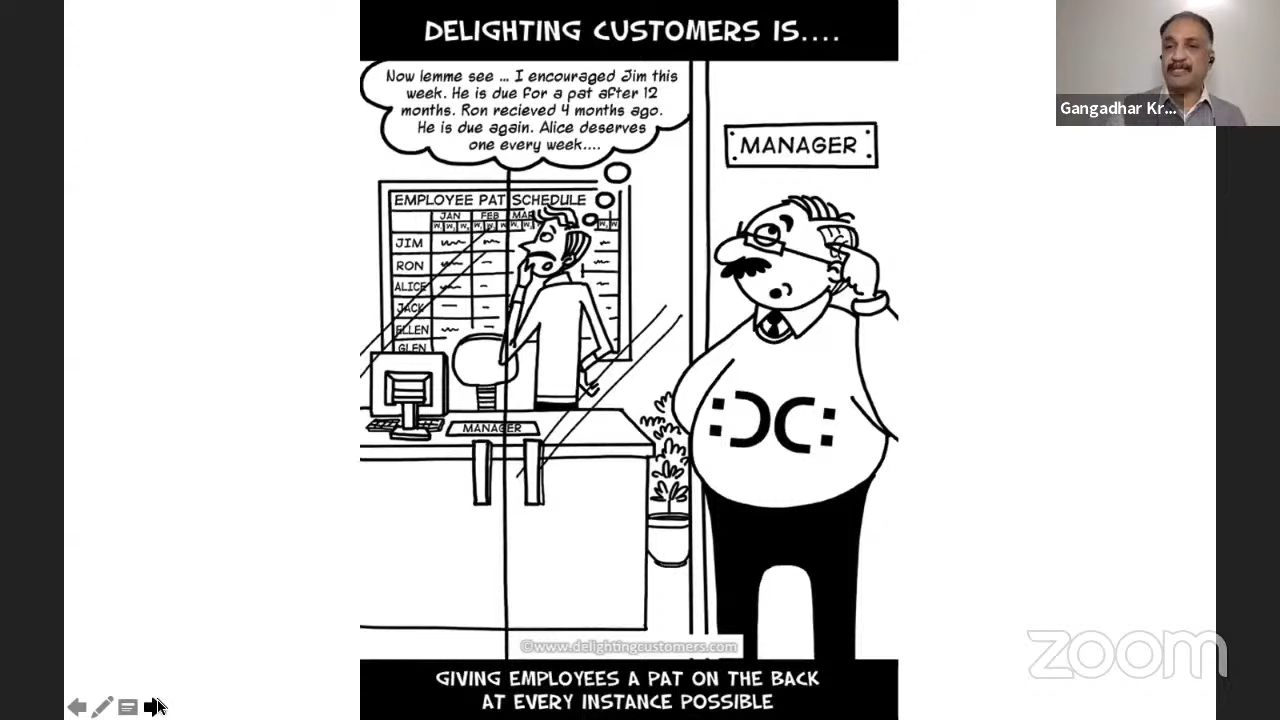 DELIGHTING CUSTOMERS IS....
Now lemme see ... I encouraged Jim this
week. He is due for a pat after 12
months. Ron recieved 4 months ago.
He is due again. Alice deserves
one every week....
EMPLOYEE PAT SCHEDULE
JAN FEB MAR
JIM
RON
ALICE
JACK
ELLEN
GLEN
MANAGER
MANAGER
:DC:
©www.delightingcustomers.com
GIVING EMPLOYEES A PAT ON THE BACK
AT EVERY INSTANCE POSSIBLE
Gangadhar Kr...
zoom